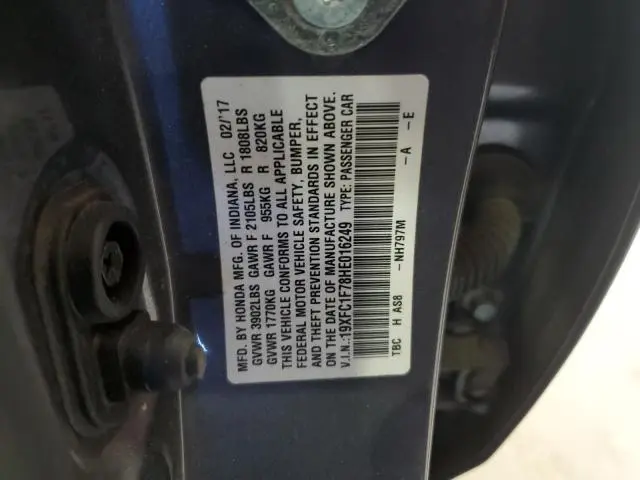 MFD. BY HONDA MFG. OF INDIANA, LLC 02/'17
GVWR 3902LBS GAWR F 2105LBS R 1808LBS
GVWR 1770KG GAWR F 955KG R 820KG
THIS VEHICLE CONFORMS TO ALL APPLICABLE
FEDERAL MOTOR VEHICLE SAFETY, BUMPER,
AND THEFT PREVENTION STANDARDS IN EFFECT
ON THE DATE OF MANUFACTURE SHOWN ABOVE.
V.I.N.:19XFC1F78HE016249 TYPE: PASSENGER CAR
TBC H AS8 -NH797M -A -E